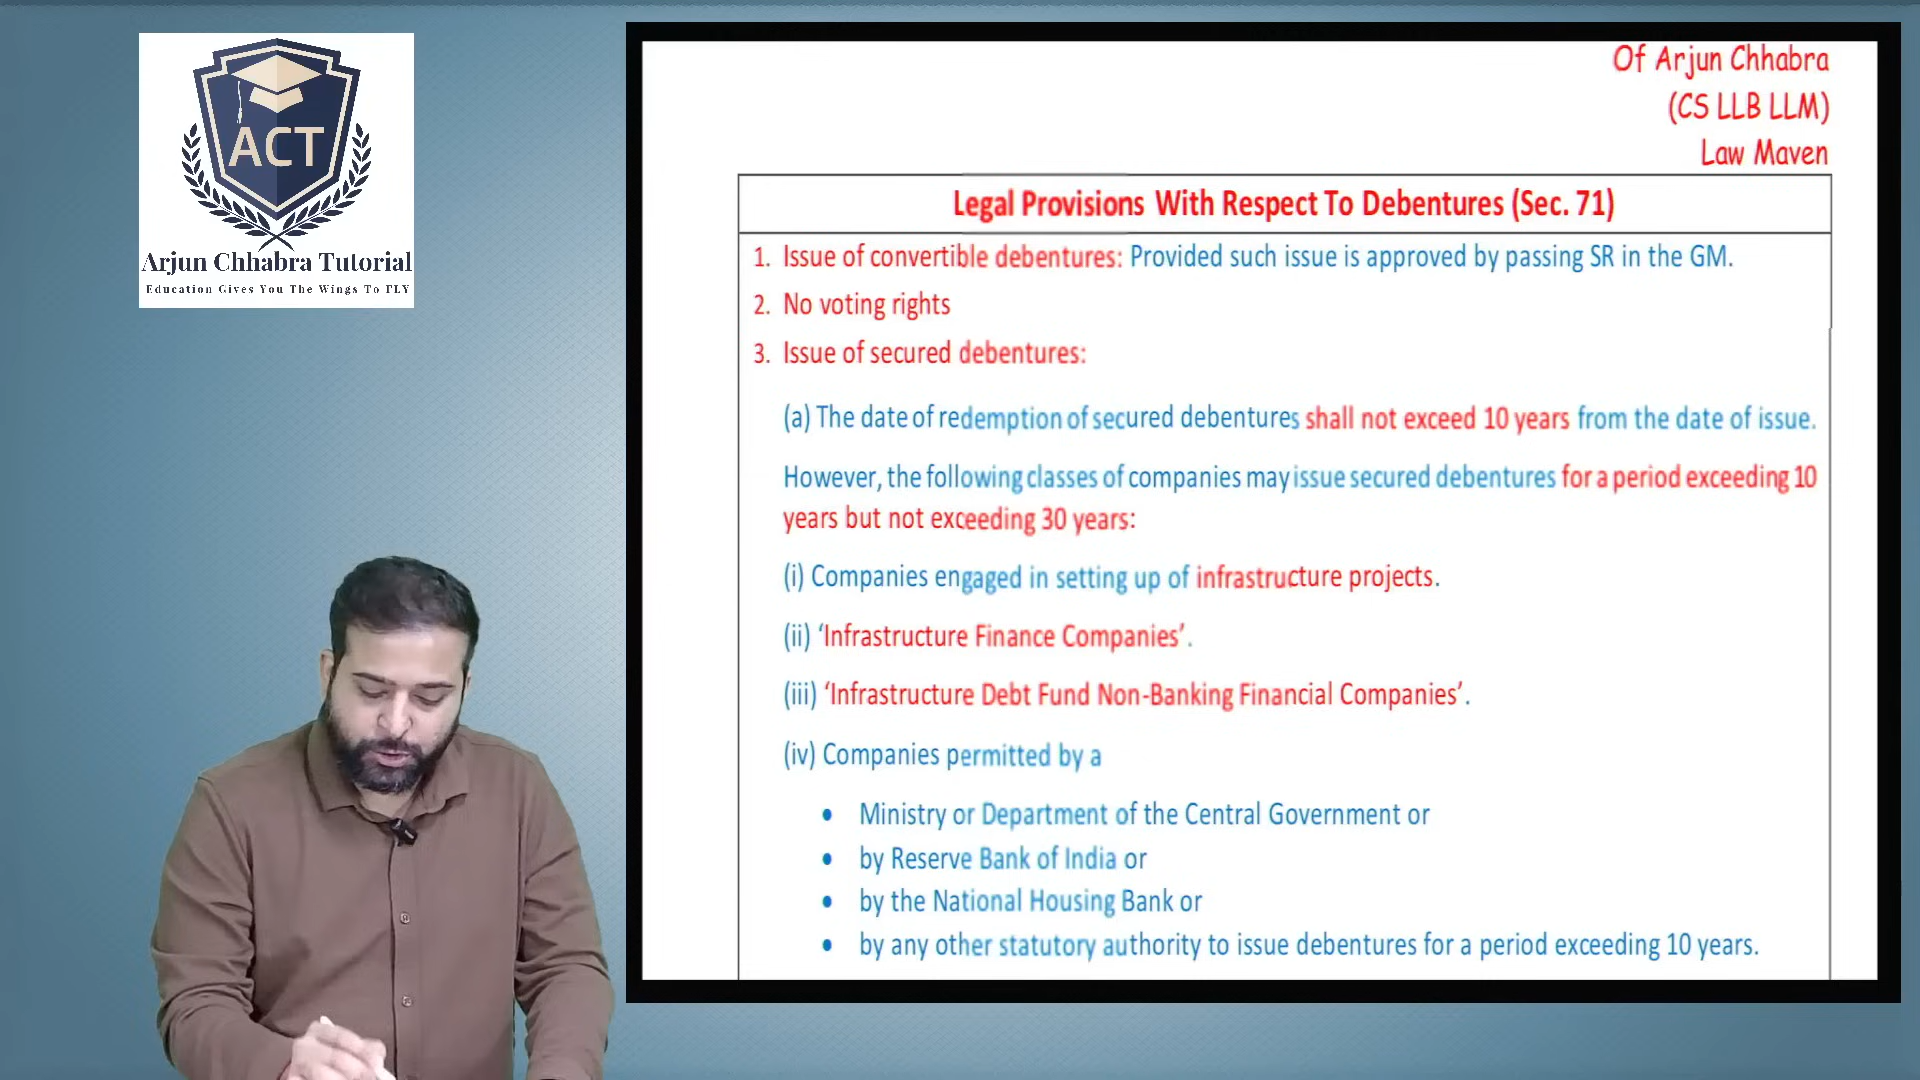 ACT
Arjun Chhabra Tutorial
Education Gives You The Wings To FLY
Of Arjun Chhabra
(CS LLB LLM)
Law Maven
Legal Provisions With Respect To Debentures (Sec. 71)
1. Issue of convertible debentures: Provided such issue is approved by passing SR in the GM.
2. No voting rights
3. Issue of secured debentures:
(a) The date of redemption of secured debentures shall not exceed 10 years from the date of issue.
However, the following classes of companies may issue secured debentures for a period exceeding 10
years but not exceeding 30 years:
(i) Companies engaged in setting up of infrastructure projects.
(ii) ‘Infrastructure Finance Companies’.
(iii) ‘Infrastructure Debt Fund Non-Banking Financial Companies’.
(iv) Companies permitted by a
• Ministry or Department of the Central Government or
• by Reserve Bank of India or
• by the National Housing Bank or
• by any other statutory authority to issue debentures for a period exceeding 10 years.